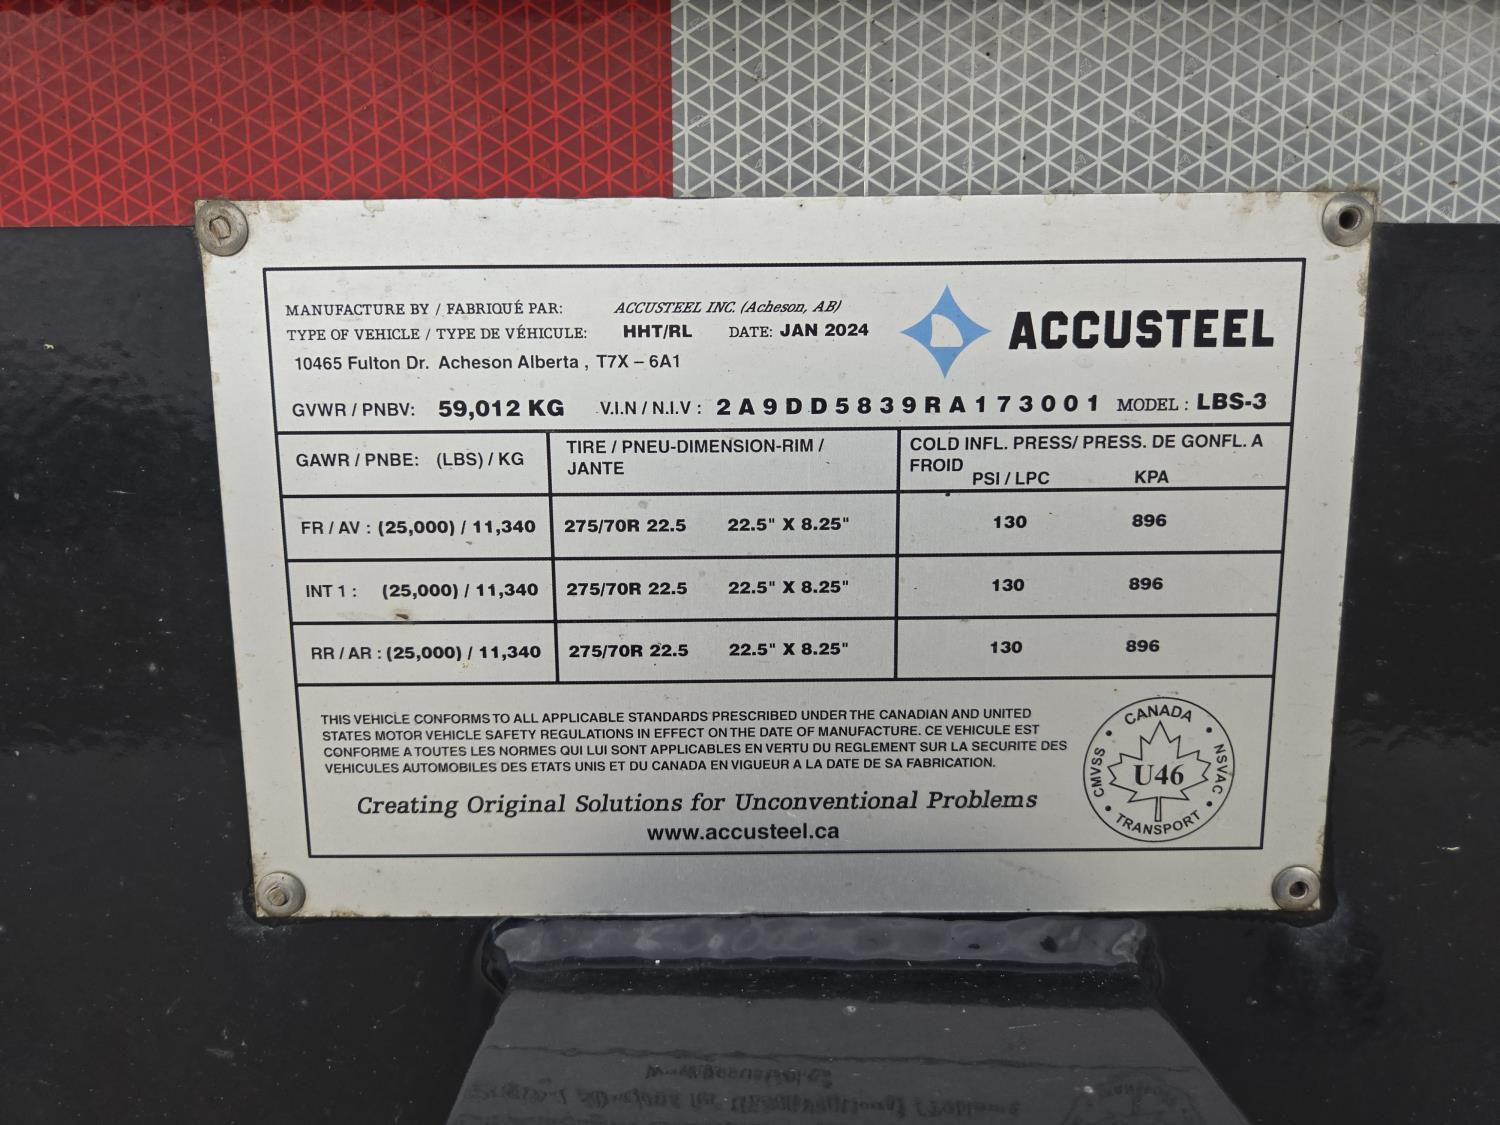 MANUFACTURE BY / FABRIQUÉ PAR: ACCUSTEEL INC. (Acheson, AB)
TYPE OF VEHICLE / TYPE DE VÉHICULE: HHT/RL DATE: JAN 2024
10465 Fulton Dr. Acheson Alberta , T7X – 6A1
ACCUSTEEL
GVWR / PNBV: 59,012 KG V.I.N / N.I.V : 2A9DD5839RA173001 MODEL : LBS-3
GAWR / PNBE: (LBS) / KG
TIRE / PNEU-DIMENSION-RIM /
JANTE
COLD INFL. PRESS/ PRESS. DE GONFL. A
FROID
PSI / LPC KPA
FR / AV : (25,000) / 11,340 275/70R 22.5 22.5" X 8.25" 130 896
INT 1 : (25,000) / 11,340 275/70R 22.5 22.5" X 8.25" 130 896
RR / AR : (25,000) / 11,340 275/70R 22.5 22.5" X 8.25" 130 896
THIS VEHICLE CONFORMS TO ALL APPLICABLE STANDARDS PRESCRIBED UNDER THE CANADIAN AND UNITED
STATES MOTOR VEHICLE SAFETY REGULATIONS IN EFFECT ON THE DATE OF MANUFACTURE. CE VEHICULE EST
CONFORME A TOUTES LES NORMES QUI LUI SONT APPLICABLES EN VERTU DU REGLEMENT SUR LA SECURITE DES
VEHICULES AUTOMOBILES DES ETATS UNIS ET DU CANADA EN VIGUEUR A LA DATE DE SA FABRICATION.
Creating Original Solutions for Unconventional Problems
www.accusteel.ca
CANADA
CMVSS
U46
NSVAC
TRANSPORT